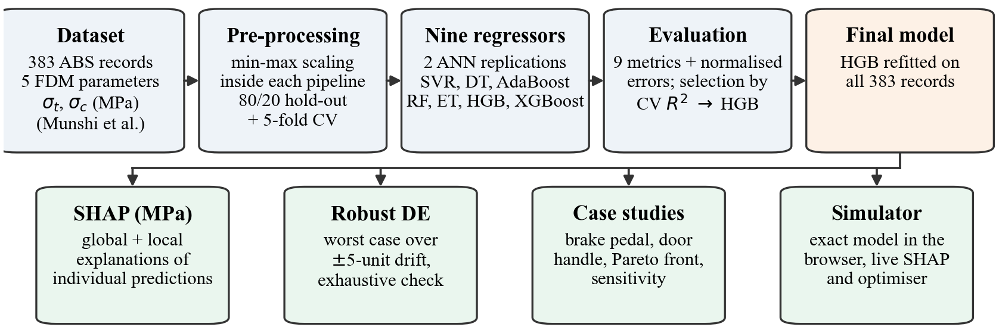 Dataset
383 ABS records
5 FDM parameters
σt, σc (MPa)
(Munshi et al.)
Pre-processing
min-max scaling
inside each pipeline
80/20 hold-out
+ 5-fold CV
Nine regressors
2 ANN replications
SVR, DT, AdaBoost
RF, ET, HGB, XGBoost
Evaluation
9 metrics + normalised
errors; selection by
CV R² → HGB
Final model
HGB refitted on
all 383 records
SHAP (MPa)
global + local
explanations of
individual predictions
Robust DE
worst case over
±5-unit drift,
exhaustive check
Case studies
brake pedal, door
handle, Pareto front,
sensitivity
Simulator
exact model in the
browser, live SHAP
and optimiser